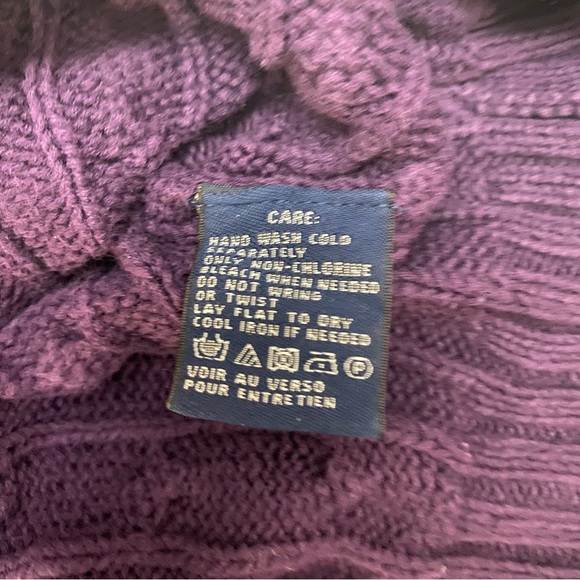 CARE:
HAND WASH COLD
SEPARATELY
ONLY NON-CHLORINE
BLEACH WHEN NEEDED
DO NOT WRING
OR TWIST
LAY FLAT TO DRY
COOL IRON IF NEEDED
P
VOIR AU VERSO
POUR ENTRETIEN